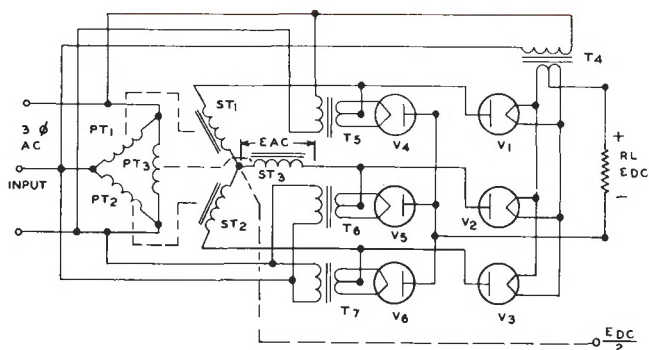 T4
ST1
3 Ø
AC
INPUT
PT1
PT3
PT2
EAC
ST3
ST2
T5
V4
V1
+
RL
EDC
-
T6
V5
V2
T7
V6
V3
EDC
2